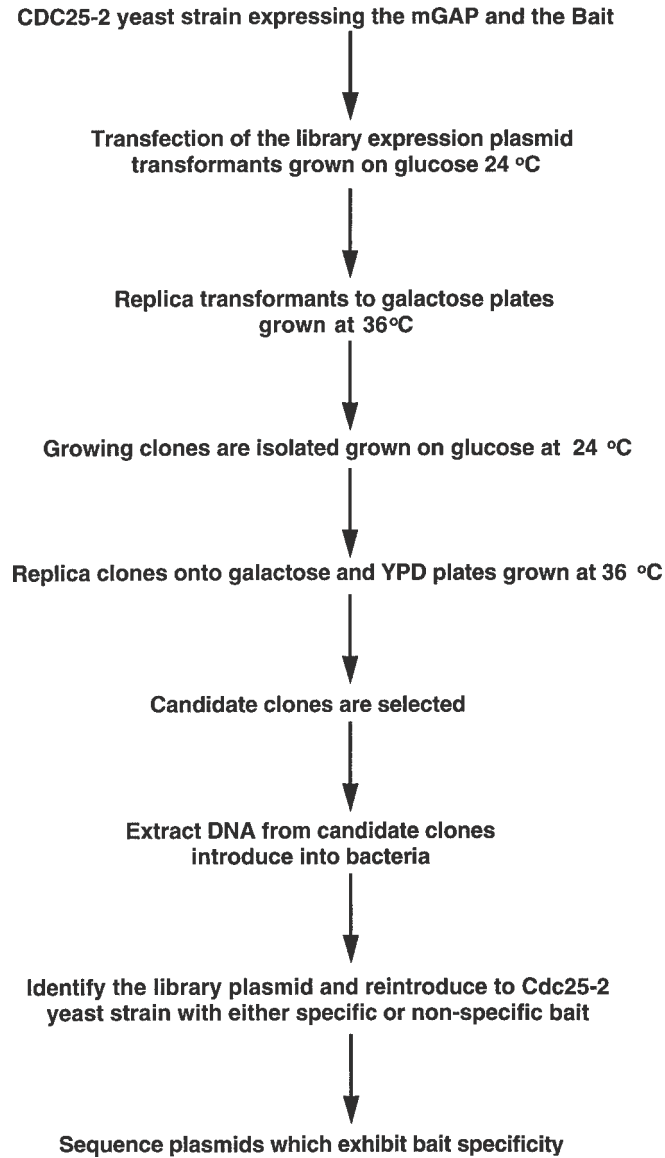 CDC25-2 yeast strain expressing the mGAP and the Bait
Transfection of the library expression plasmid
transformants grown on glucose 24 ºC
Replica transformants to galactose plates
grown at 36ºC
Growing clones are isolated grown on glucose at 24 ºC
Replica clones onto galactose and YPD plates grown at 36 ºC
Candidate clones are selected
Extract DNA from candidate clones
introduce into bacteria
Identify the library plasmid and reintroduce to Cdc25-2
yeast strain with either specific or non-specific bait
Sequence plasmids which exhibit bait specificity